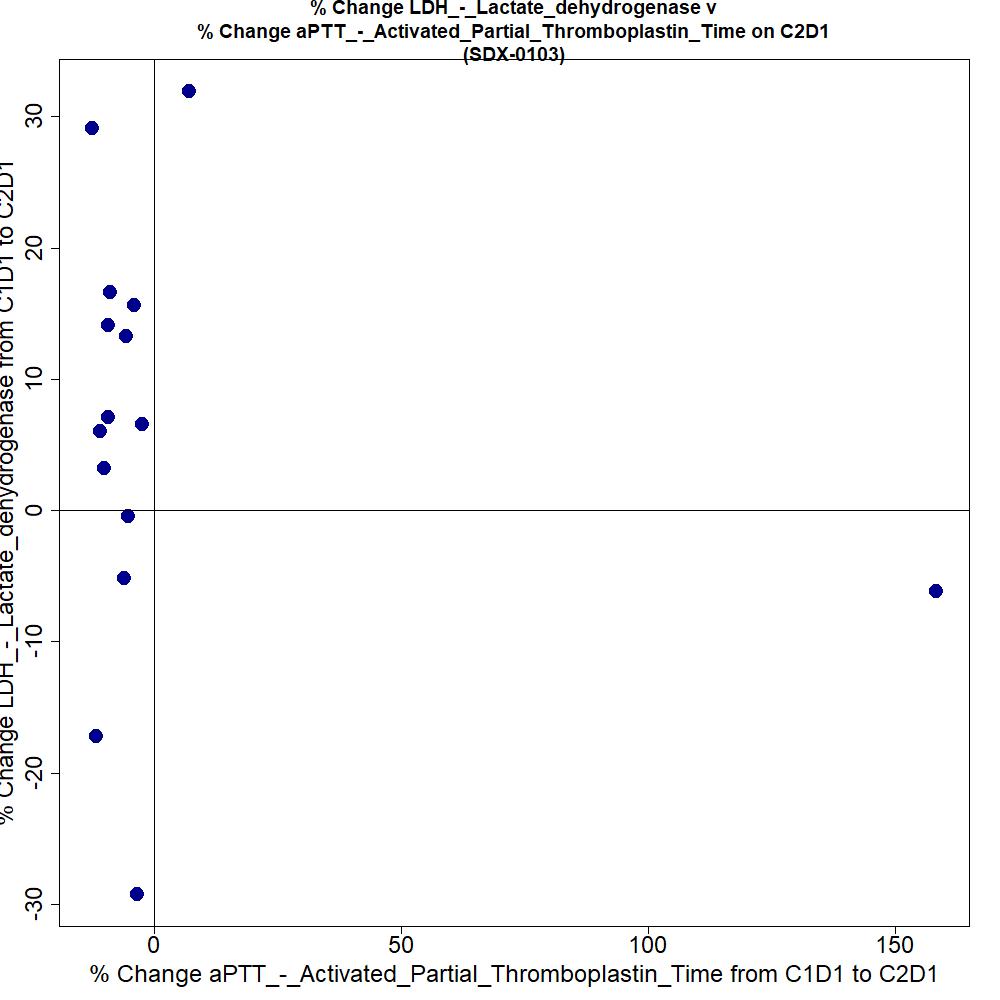 % Change LDH_-_Lactate_dehydrogenase v
% Change aPTT_-_Activated_Partial_Thromboplastin_Time on C2D1
(SDX-0103)
% Change LDH_-_Lactate_dehydrogenase from C1D1 to C2D1
30
20
10
0
-10
-20
-30
0
50
100
150
% Change aPTT_-_Activated_Partial_Thromboplastin_Time from C1D1 to C2D1